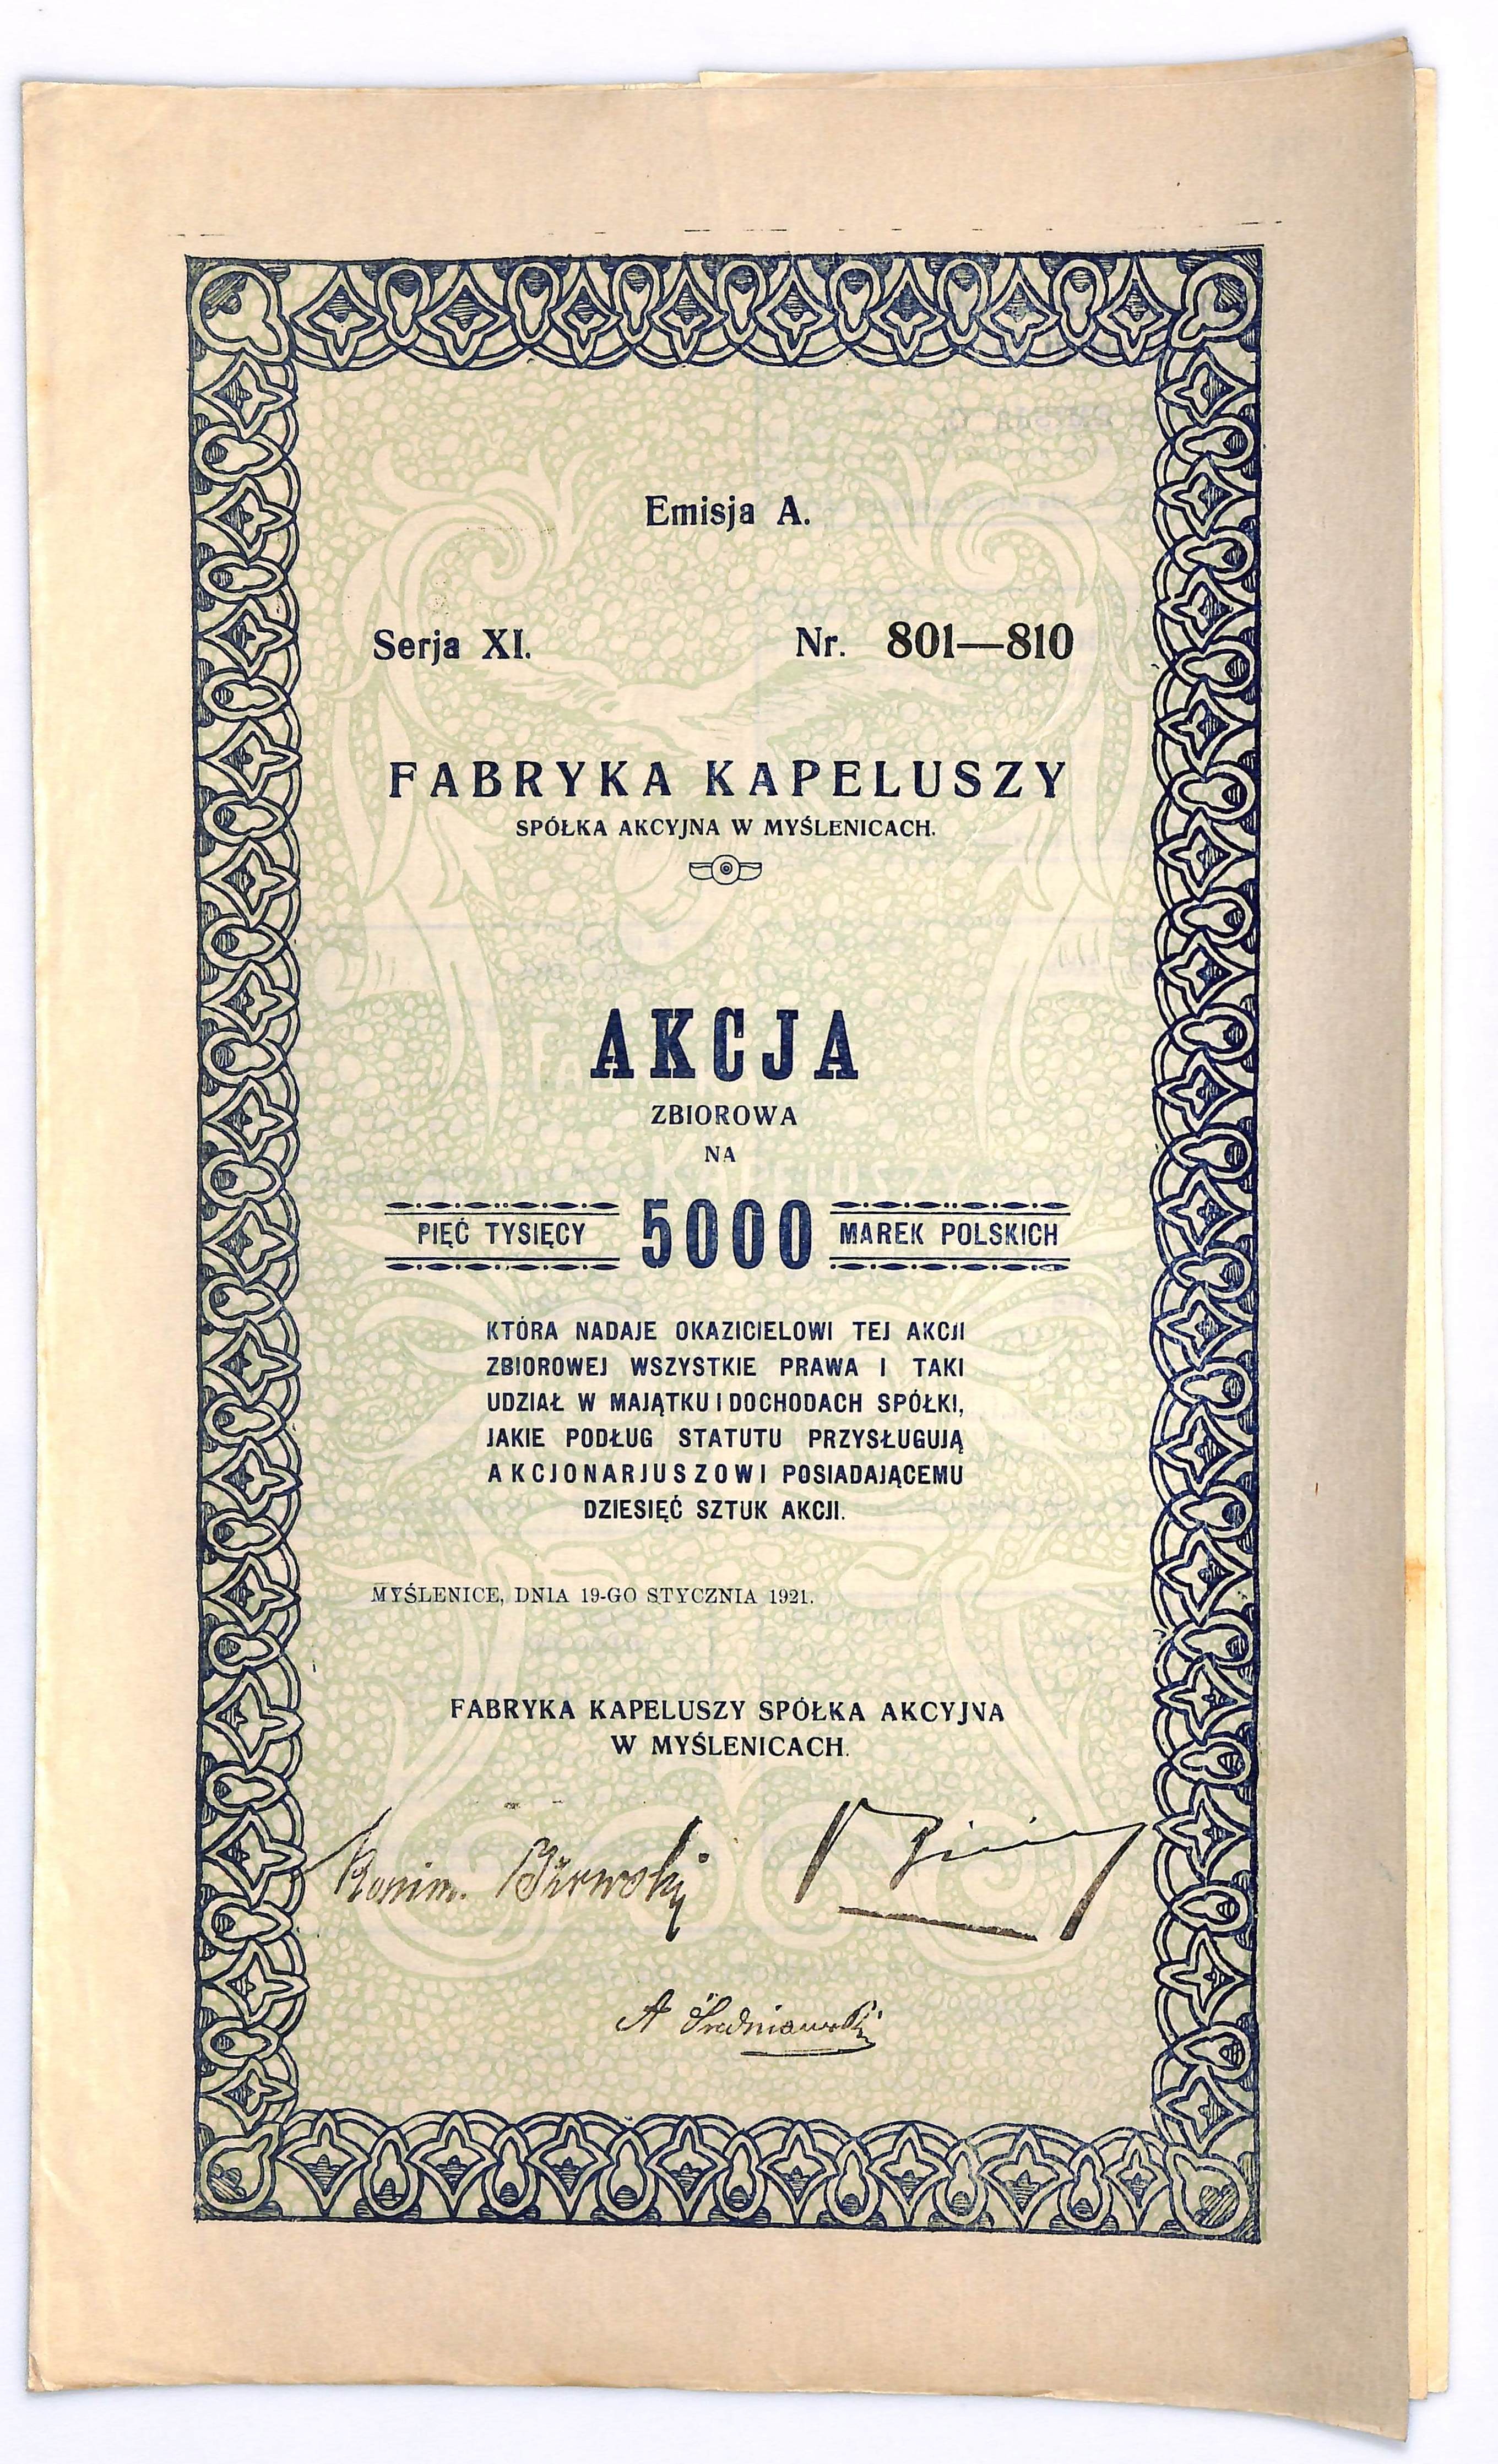 Emisja A.
Serja XI. Nr. 801—810
FABRYKA KAPELUSZY
SPÓŁKA AKCYJNA W MYŚLENICACH.
AKCJA
ZBIOROWA
NA
PIĘĆ TYSIĘCY 5000 MAREK POLSKICH
KTÓRA NADAJE OKAZICIELOWI TEJ AKCJI
ZBIOROWEJ WSZYSTKIE PRAWA I TAKI
UDZIAŁ W MAJĄTKU I DOCHODACH SPÓŁKI,
JAKIE PODŁUG STATUTU PRZYSŁUGUJĄ
AKCJONARJUSZOWI POSIADAJĄCEMU
DZIESIĘĆ SZTUK AKCJI.
MYŚLENICE, DNIA 19-GO STYCZNIA 1921.
FABRYKA KAPELUSZY SPÓŁKA AKCYJNA
W MYŚLENICACH.
A Średniawski